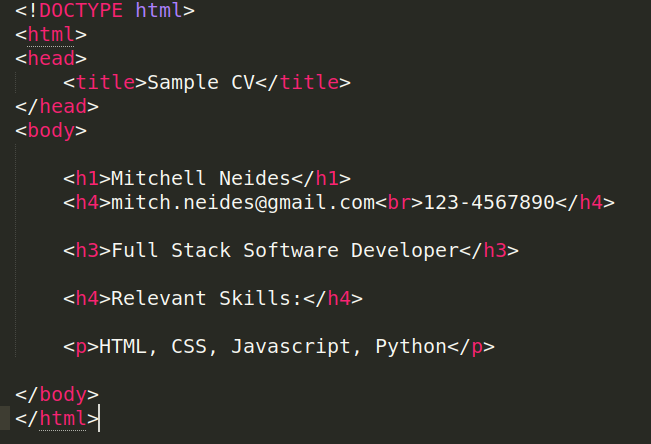 <!DOCTYPE html>
<html>
<head>
    <title>Sample CV</title>
</head>
<body>

    <h1>Mitchell Neides</h1>
    <h4>mitch.neides@gmail.com<br>123-4567890</h4>

    <h3>Full Stack Software Developer</h3>

    <h4>Relevant Skills:</h4>

    <p>HTML, CSS, Javascript, Python</p>

</body>
</html>